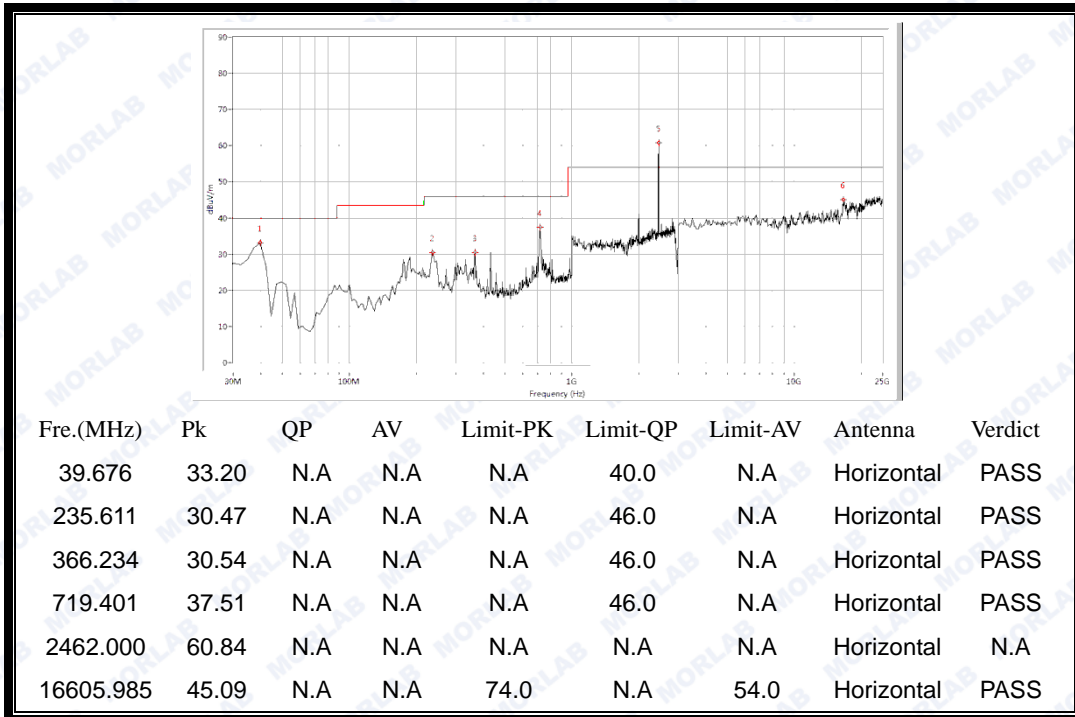 90
80
70
60
50
40
30
20
10
0
dBuV/m
1
2
3
4
5
6
30M 100M 1G 10G 25G
Frequency (Hz)
Fre.(MHz) Pk QP AV Limit-PK Limit-QP Limit-AV Antenna Verdict
39.676 33.20 N.A N.A N.A 40.0 N.A Horizontal PASS
235.611 30.47 N.A N.A N.A 46.0 N.A Horizontal PASS
366.234 30.54 N.A N.A N.A 46.0 N.A Horizontal PASS
719.401 37.51 N.A N.A N.A 46.0 N.A Horizontal PASS
2462.000 60.84 N.A N.A N.A N.A N.A Horizontal N.A
16605.985 45.09 N.A N.A 74.0 N.A 54.0 Horizontal PASS
MORLAB